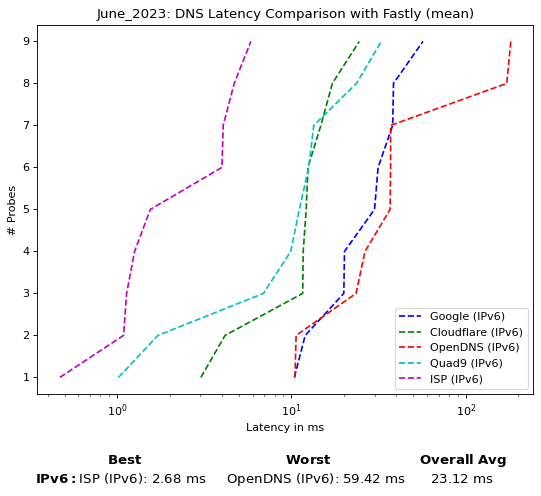 June_2023: DNS Latency Comparison with Fastly (mean)
9
8
7
6
5
4
3
2
1
# Probes
10⁰
10¹
10²
Latency in ms
Google (IPv6)
Cloudflare (IPv6)
OpenDNS (IPv6)
Quad9 (IPv6)
ISP (IPv6)
Best Worst Overall Avg
IPv6: ISP (IPv6): 2.68 ms OpenDNS (IPv6): 59.42 ms 23.12 ms